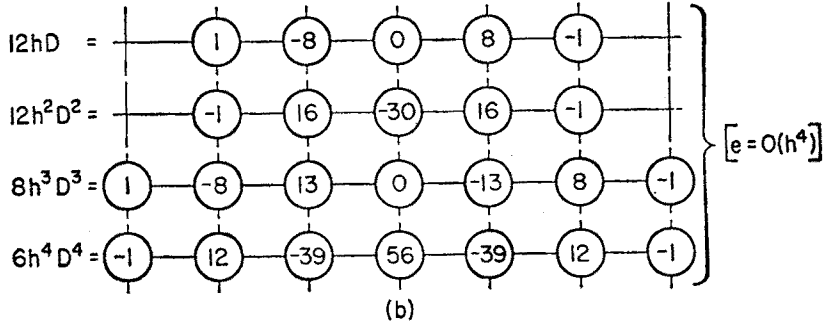 12hD = 1 -8 0 8 -1
12h²D² = -1 16 -30 16 -1
[e = O(h⁴)]
8h³D³ = 1 -8 13 0 -13 8 -1
6h⁴D⁴ = -1 12 -39 56 -39 12 -1
(b)